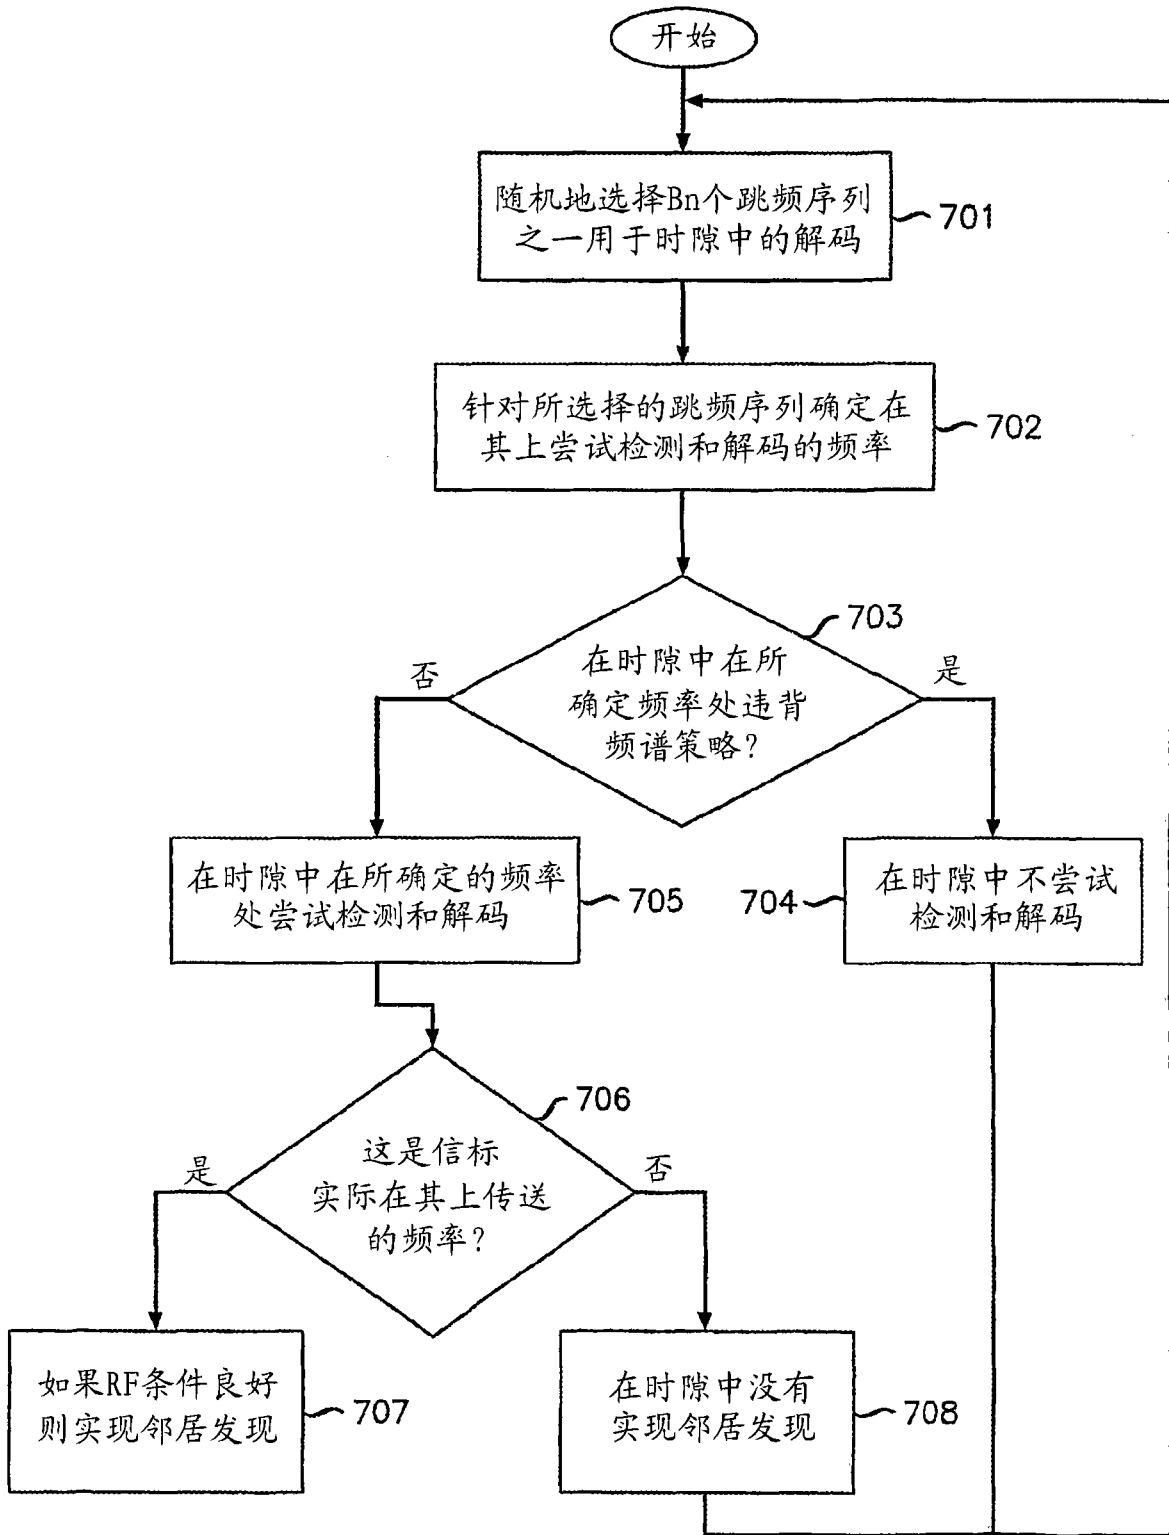 开始
随机地选择Bn个跳频序列
之一用于时隙中的解码
701
针对所选择的跳频序列确定在
其上尝试检测和解码的频率
702
703
在时隙中在所
确定频率处违背
频谱策略?
否
是
在时隙中在所确定的频率
处尝试检测和解码
705
704
在时隙中不尝试
检测和解码
706
这是信标
实际在其上传送
的频率?
是
否
如果RF条件良好
则实现邻居发现
707
在时隙中没有
实现邻居发现
708